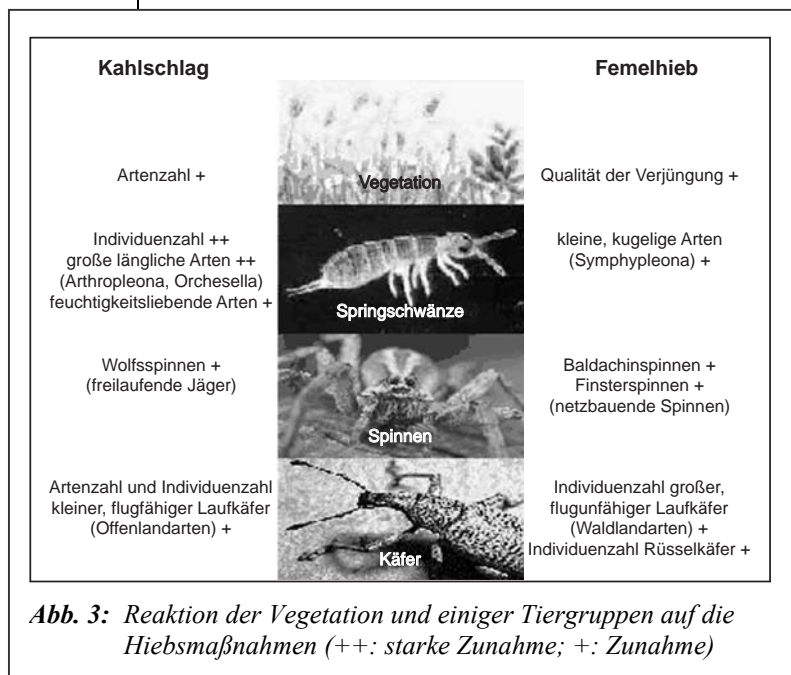 Kahlschlag
Femelhieb
Artenzahl +
Vegetation
Qualität der Verjüngung +
Individuenzahl ++
große längliche Arten ++
(Arthropleona, Orchesella)
feuchtigkeitsliebende Arten +
Springschwänze
kleine, kugelige Arten
(Symphypleona) +
Wolfsspinnen +
(freilaufende Jäger)
Spinnen
Baldachinspinnen +
Finsterspinnen +
(netzbauende Spinnen)
Artenzahl und Individuenzahl
kleiner, flugfähiger Laufkäfer
(Offenlandarten) +
Käfer
Individuenzahl großer,
flugunfähiger Laufkäfer
(Waldlandarten) +
Individuenzahl Rüsselkäfer +
Abb. 3: Reaktion der Vegetation und einiger Tiergruppen auf die
Hiebsmaßnahmen (++: starke Zunahme; +: Zunahme)